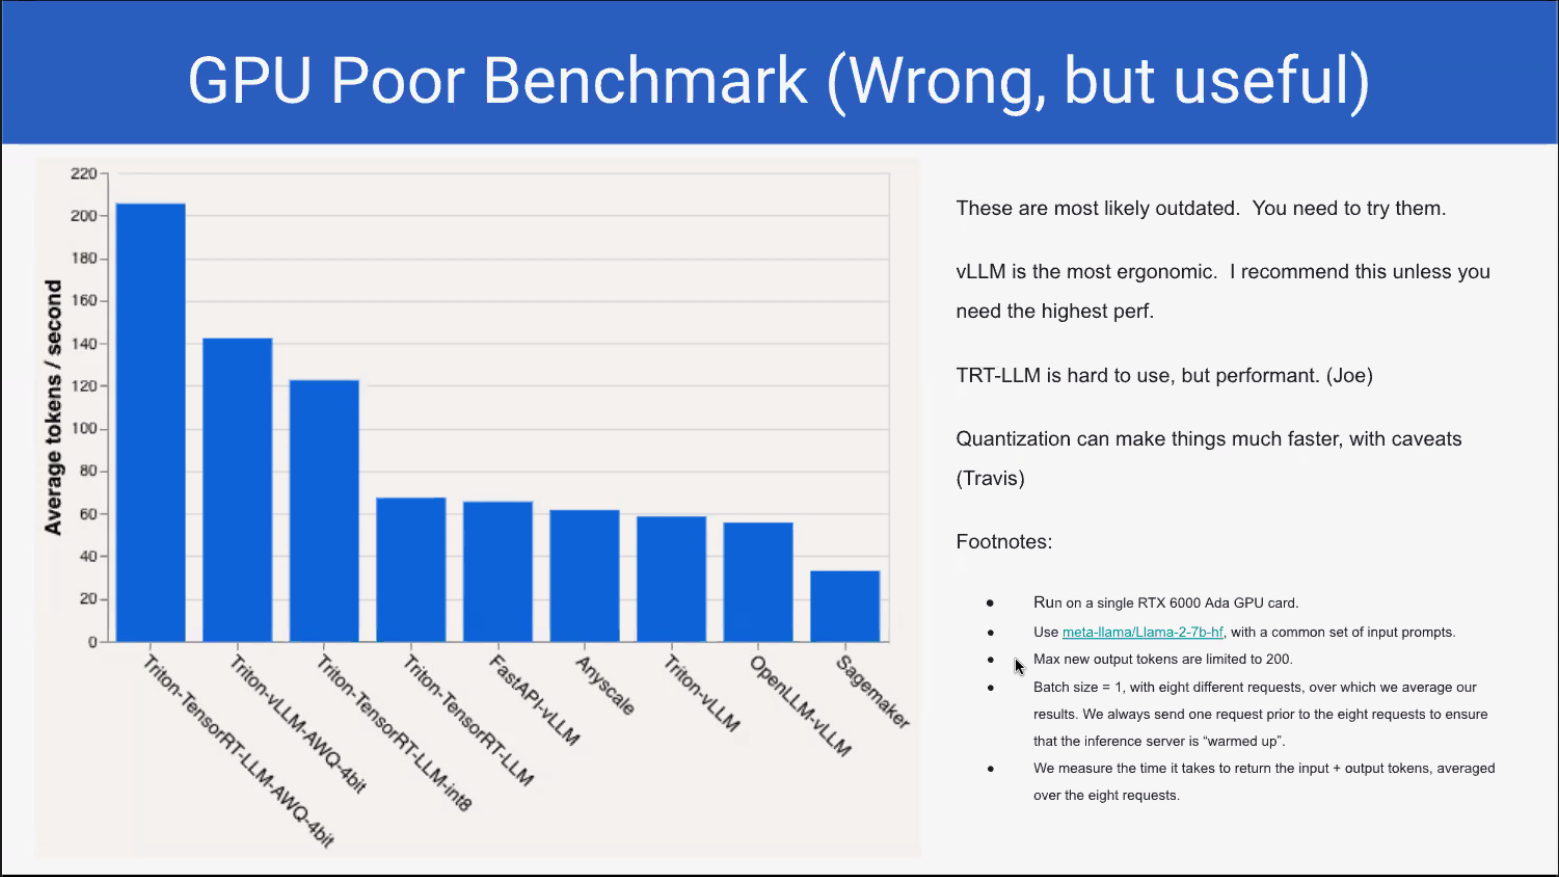 GPU Poor Benchmark (Wrong, but useful)
Average tokens / second
220
200
180
160
140
120
100
80
60
40
20
0
Triton-TensorRT-LLM-AWQ-4bit
Triton-vLLM-AWQ-4bit
Triton-TensorRT-LLM-int8
Triton-TensorRT-LLM
FastAPI-vLLM
Anyscale
Triton-vLLM
OpenLLM-vLLM
Sagemaker
These are most likely outdated.  You need to try them.
vLLM is the most ergonomic.  I recommend this unless you
need the highest perf.
TRT-LLM is hard to use, but performant. (Joe)
Quantization can make things much faster, with caveats
(Travis)
Footnotes:
● Run on a single RTX 6000 Ada GPU card.
● Use meta-llama/Llama-2-7b-hf, with a common set of input prompts.
● Max new output tokens are limited to 200.
● Batch size = 1, with eight different requests, over which we average our
results. We always send one request prior to the eight requests to ensure
that the inference server is “warmed up”.
● We measure the time it takes to return the input + output tokens, averaged
over the eight requests.